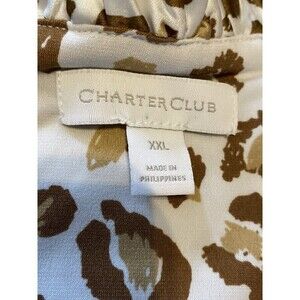 CHARTER CLUB
XXL
MADE IN
PHILIPPINES